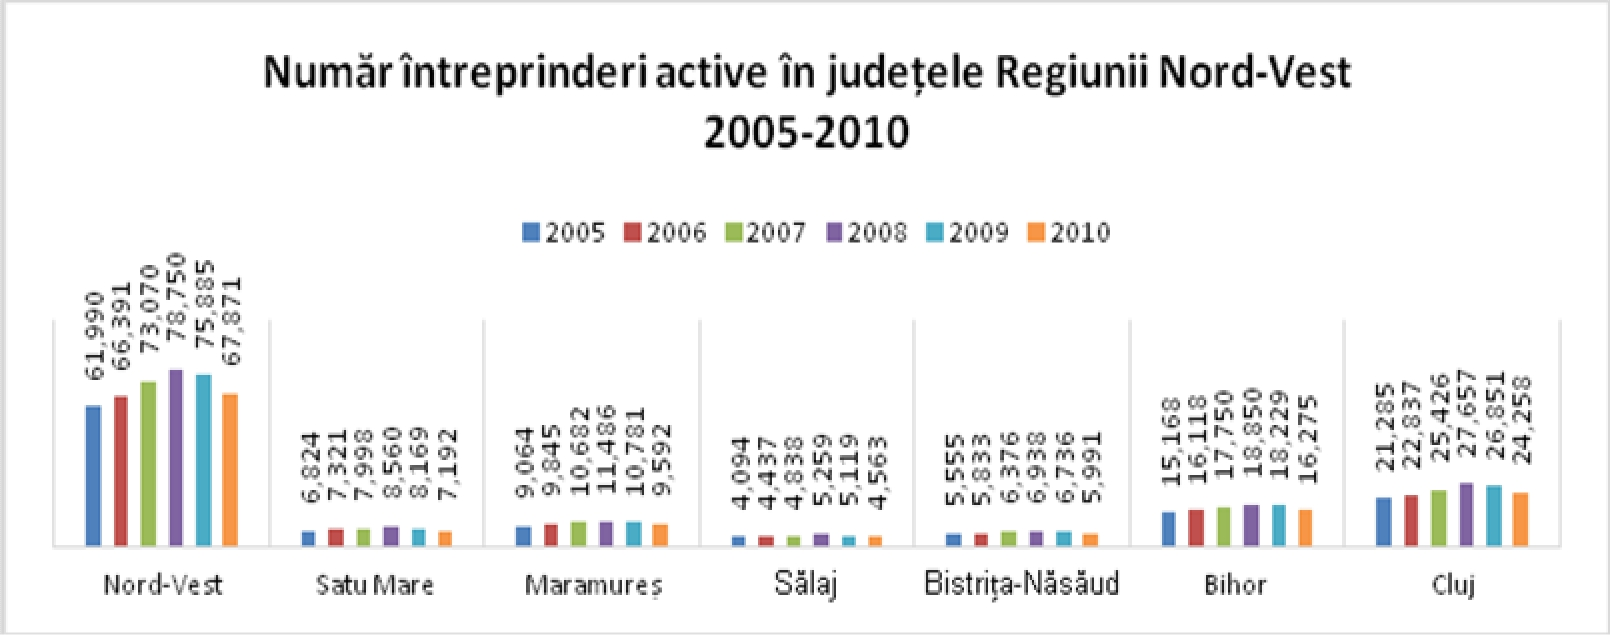 Număr întreprinderi active în județele Regiunii Nord-Vest
2005-2010
2005 2006 2007 2008 2009 2010
61,990 66,391 73,070 78,750 75,885 67,871
6,824 7,321 7,998 8,560 8,169 7,192
9,064 9,845 10,682 11,486 10,781 9,592
4,094 4,437 4,838 5,259 5,119 4,563
5,555 5,833 6,376 6,938 6,736 5,991
15,168 16,118 17,750 18,850 18,229 16,275
21,285 22,837 25,426 27,657 26,851 24,258
Nord-Vest Satu Mare Maramureș Sălaj Bistrița-Năsăud Bihor Cluj